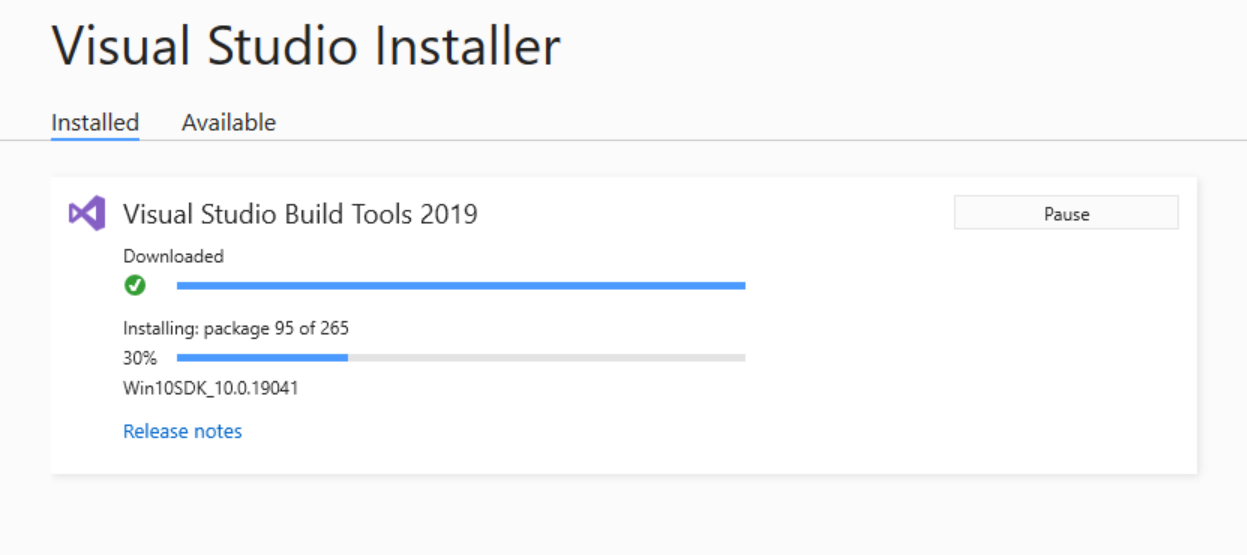 Visual Studio Installer
Installed Available
Visual Studio Build Tools 2019 Pause
Downloaded
Installing: package 95 of 265
30%
Win10SDK_10.0.19041
Release notes